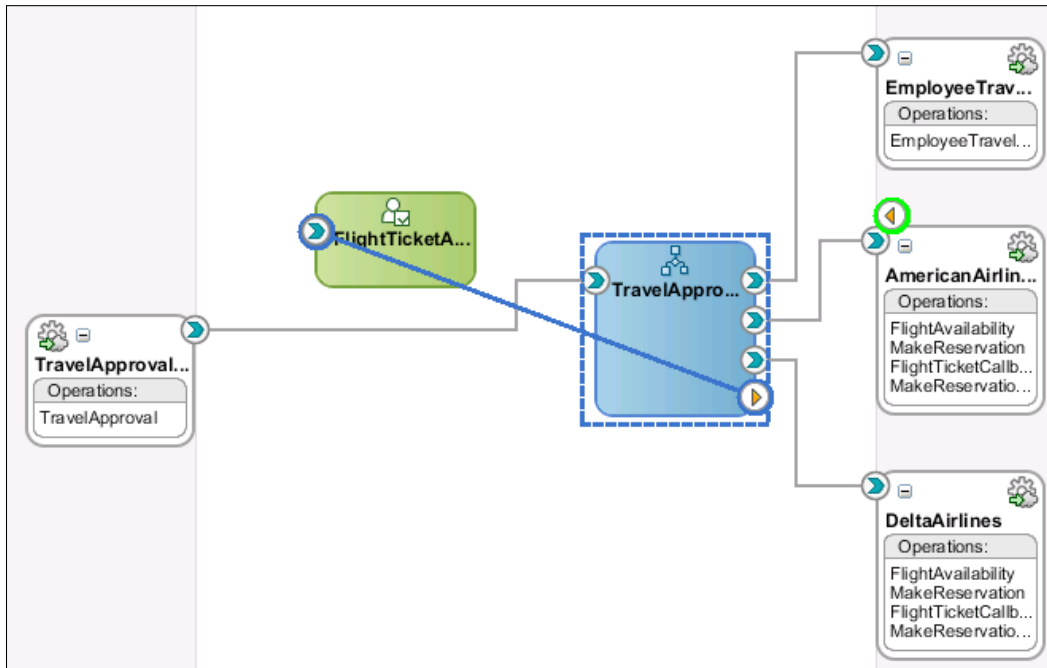 EmployeeTrav...
Operations:
EmployeeTravel...
FlightTicketA...
TravelAppro...
AmericanAirlin...
Operations:
FlightAvailability
MakeReservation
FlightTicketCallb...
MakeReservatio...
TravelApproval...
Operations:
TravelApproval
DeltaAirlines
Operations:
FlightAvailability
MakeReservation
FlightTicketCallb...
MakeReservatio...